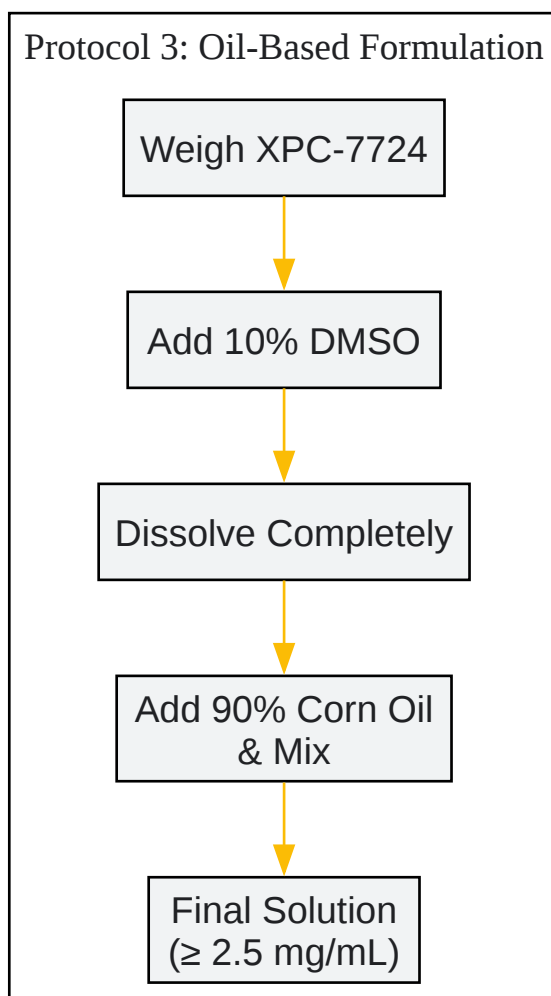 Protocol 3: Oil-Based Formulation
Weigh XPC-7724
Add 10% DMSO
Dissolve Completely
Add 90% Corn Oil
& Mix
Final Solution
(≥ 2.5 mg/mL)